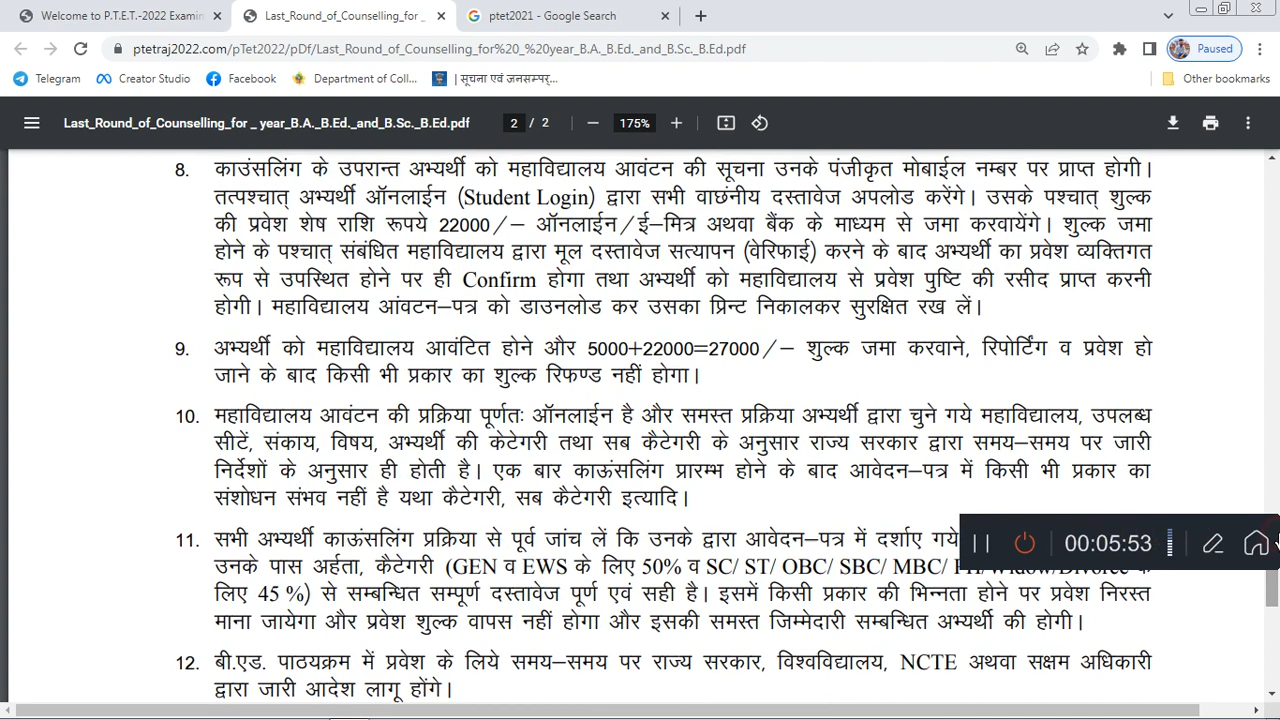 Welcome to P.T.E.T.-2022 Examin
Last_Round_of_Counselling_for _
ptet2021 - Google Search
ptetraj2022.com/pTet2022/pDf/Last_Round_of_Counselling_for%20_%20year_B.A._B.Ed._and_B.Sc._B.Ed.pdf
Paused
Telegram
Creator Studio
Facebook
Department of Coll...
| सूचना एवं जनसम्पर्...
Other bookmarks
Last_Round_of_Counselling_for _ year_B.A._B.Ed._and_B.Sc._B.Ed.pdf
2 / 2
175%
8. काउंसलिंग के उपरान्त अभ्यर्थी को महाविद्यालय आवंटन की सूचना उनके पंजीकृत मोबाईल नम्बर पर प्राप्त होगी।
तत्पश्चात् अभ्यर्थी ऑनलाईन (Student Login) द्वारा सभी वाछंनीय दस्तावेज अपलोड करेंगे। उसके पश्चात् शुल्क
की प्रवेश शेष राशि रूपये 22000/- ऑनलाईन/ई–मित्र अथवा बैंक के माध्यम से जमा करवायेंगे। शुल्क जमा
होने के पश्चात् संबंधित महाविद्यालय द्वारा मूल दस्तावेज सत्यापन (वेरिफाई) करने के बाद अभ्यर्थी का प्रवेश व्यक्तिगत
रूप से उपस्थित होने पर ही Confirm होगा तथा अभ्यर्थी को महाविद्यालय से प्रवेश पुष्टि की रसीद प्राप्त करनी
होगी। महाविद्यालय आंवटन–पत्र को डाउनलोड कर उसका प्रिन्ट निकालकर सुरक्षित रख लें।
9. अभ्यर्थी को महाविद्यालय आवंटित होने और 5000+22000=27000/- शुल्क जमा करवाने, रिपोर्टिंग व प्रवेश हो
जाने के बाद किसी भी प्रकार का शुल्क रिफण्ड नहीं होगा।
10. महाविद्यालय आवंटन की प्रक्रिया पूर्णतः ऑनलाईन है और समस्त प्रक्रिया अभ्यर्थी द्वारा चुने गये महाविद्यालय, उपलब्ध
सीटें, संकाय, विषय, अभ्यर्थी की केटेगरी तथा सब कैटेगरी के अनुसार राज्य सरकार द्वारा समय–समय पर जारी
निर्देशों के अनुसार ही होती है। एक बार काऊंसलिंग प्रारम्भ होने के बाद आवेदन–पत्र में किसी भी प्रकार का
संशोधन संभव नहीं है यथा कैटेगरी, सब कैटेगरी इत्यादि।
11. सभी अभ्यर्थी काऊंसलिंग प्रक्रिया से पूर्व जांच लें कि उनके द्वारा आवेदन–पत्र में दर्शाए गये
उनके पास अर्हता, कैटेगरी (GEN व EWS के लिए 50% व SC/ ST/ OBC/ SBC/ MBC/
लिए 45 %) से सम्बन्धित सम्पूर्ण दस्तावेज पूर्ण एवं सही है। इसमें किसी प्रकार की भिन्नता होने पर प्रवेश निरस्त
माना जायेगा और प्रवेश शुल्क वापस नहीं होगा और इसकी समस्त जिम्मेदारी सम्बन्धित अभ्यर्थी की होगी।
12. बी.एड. पाठयक्रम में प्रवेश के लिये समय–समय पर राज्य सरकार, विश्वविद्यालय, NCTE अथवा सक्षम अधिकारी
द्वारा जारी आदेश लागू होंगे।
00:05:53